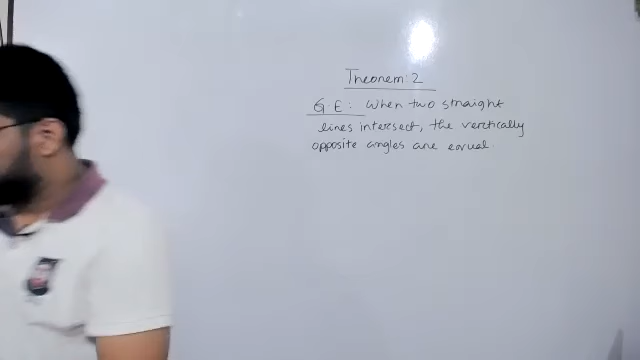 Theorem: 2
G.E: When two straight
lines intersect, the vertically
opposite angles are equal.